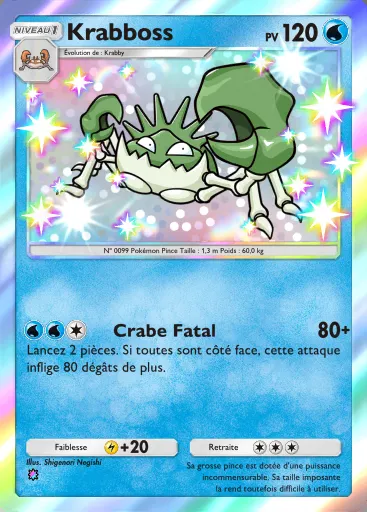 NIVEAU 1
Krabboss
PV 120
Évolution de : Krabby
N° 0099 Pokémon Pince Taille : 1,3 m Poids : 60,0 kg
Crabe Fatal 80+
Lancez 2 pièces. Si toutes sont côté face, cette attaque
inflige 80 dégâts de plus.
Faiblesse +20
Retraite
Illus. Shigenori Negishi
Sa grosse pince est dotée d'une puissance
incommensurable. Sa taille imposante
la rend toutefois difficile à utiliser.